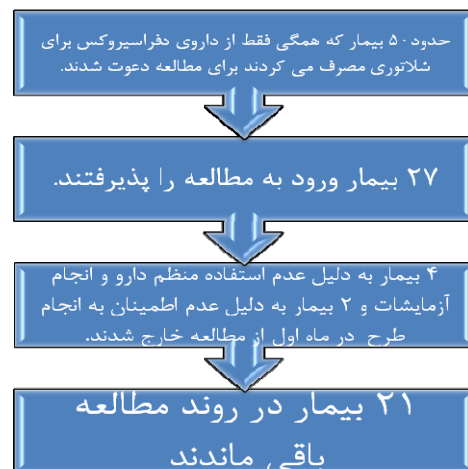 حدود۵۰ بیمار که همگی فقط از داروی دفراسیروکس برای
شلاتوری مصرف می کردند برای مطالعه دعوت شدند.
۲۷ بیمار ورود به مطالعه را پذیرفتند.
۴ بیمار به دلیل عدم استفاده منظم دارو و انجام
آزمایشات و ۲ بیمار به دلیل عدم اطمینان به انجام
طرح در ماه اول از مطالعه خارج شدند.
۲۱ بیمار در روند مطالعه
باقی ماندند